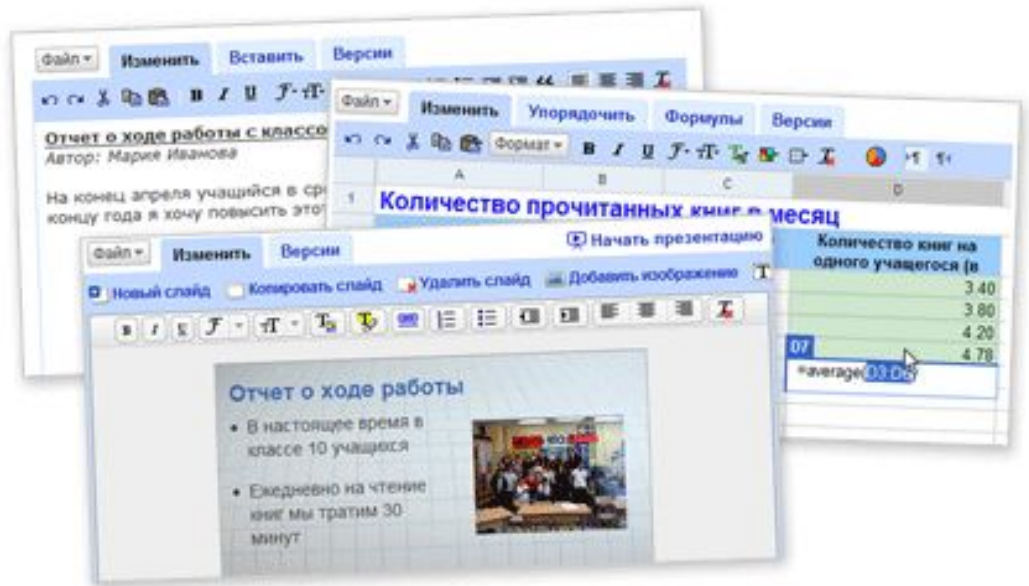 Файл
Изменить Вставить Версии
B I U
Отчет о ходе работы с классо
Автор: Мария Иванова
На конец апреля учащийся в
концу года я хочу повысить
Файл Изменить Упорядочить Формулы Версии
Формат B I U
A B C D
1 Количество прочитанных книг в месяц
Количество книг на
одного учащегося (в
3.40
3.80
4.20
4.78
D7
=average(D3:D6
Файл Изменить Версии Начать презентацию
Новый слайд Копировать слайд Удалить слайд Добавить изображение
B I U
Отчет о ходе работы
• В настоящее время в
классе 10 учащихся
• Ежедневно на чтение
книг мы тратим 30
минут